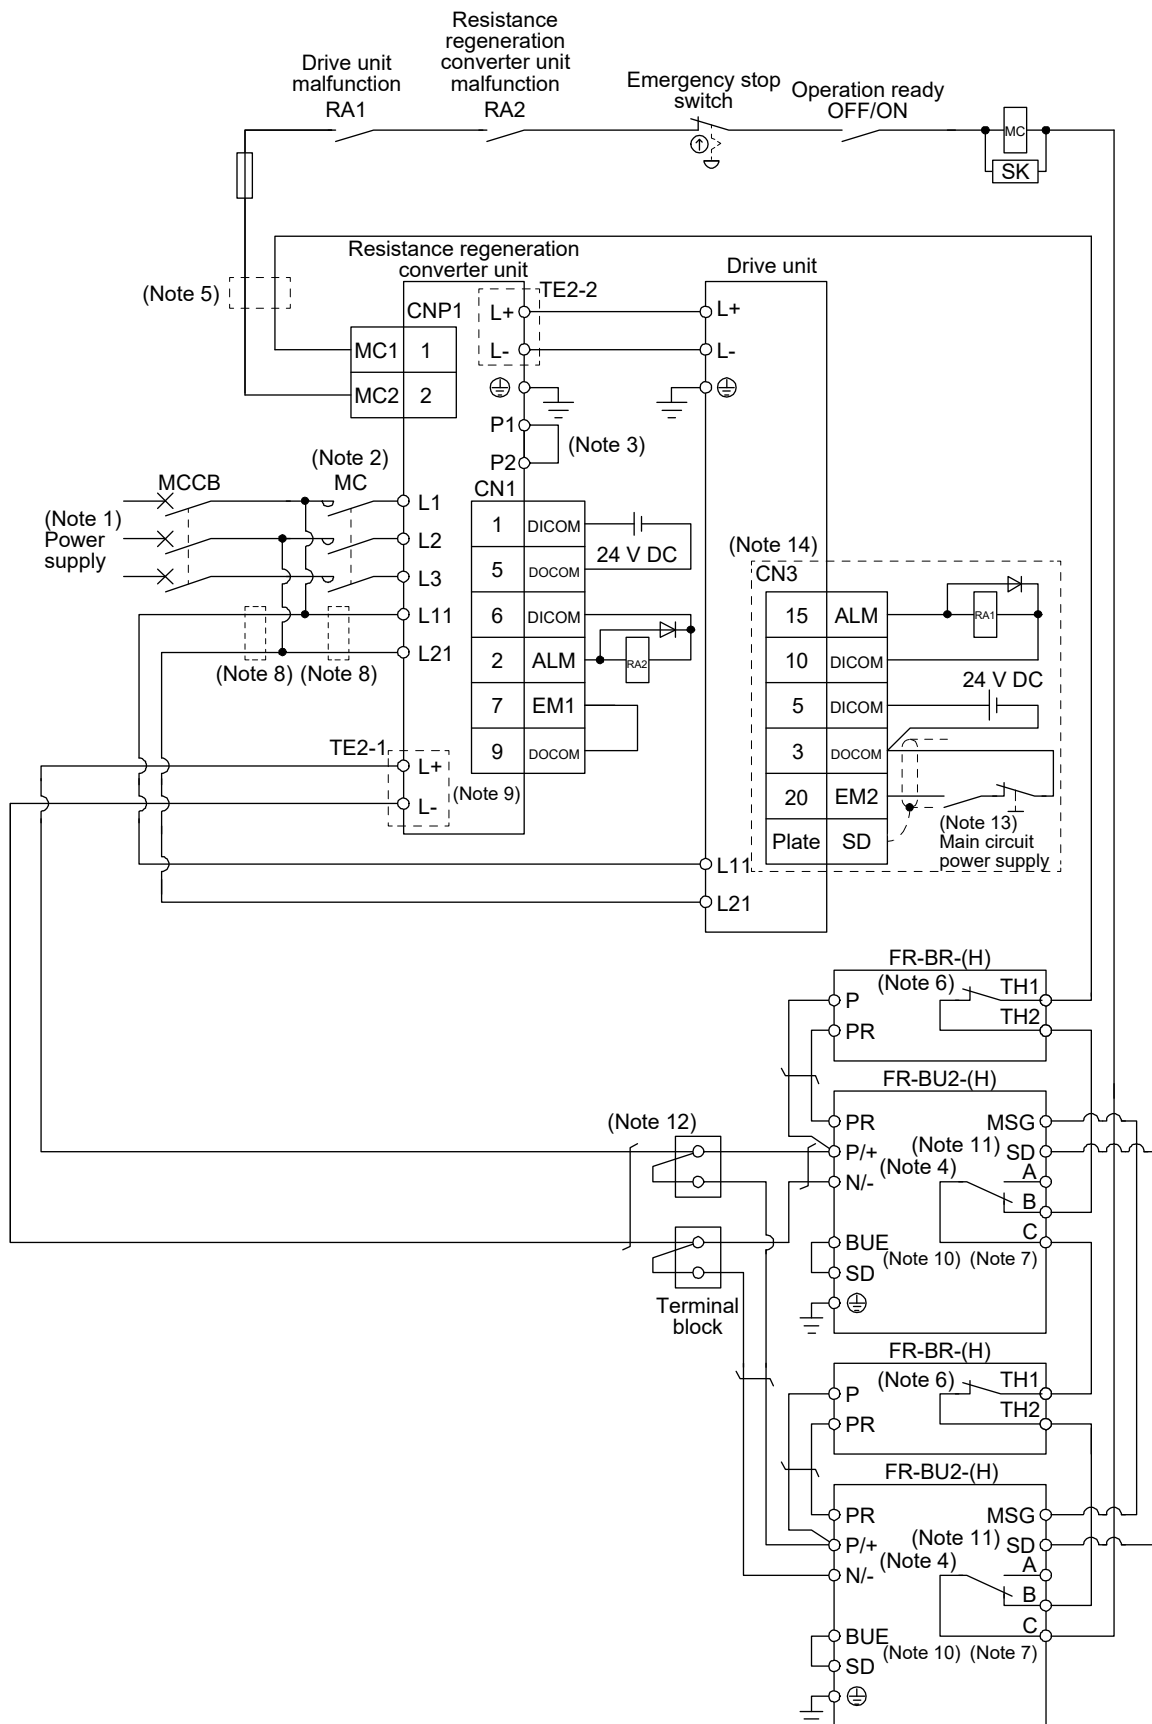 Resistance
regeneration
converter unit
malfunction
RA2
Drive unit
malfunction
RA1
Emergency stop
switch
Operation ready
OFF/ON
MC
SK
(Note 5)
Resistance regeneration
converter unit
CNP1
MC1 1
MC2 2
TE2-2
L+
L-
P1
P2
(Note 3)
Drive unit
L+
L-
(Note 1)
Power
supply
MCCB
(Note 2)
MC
L1
L2
L3
L11
L21
(Note 8) (Note 8)
CN1
1 DICOM
5 DOCOM
6 DICOM
2 ALM
7 EM1
9 DOCOM
24 V DC
RA2
TE2-1
L+
L-
(Note 9)
(Note 14)
CN3
15 ALM
10 DICOM
5 DICOM
3 DOCOM
20 EM2
Plate SD
RA1
24 V DC
(Note 13)
Main circuit
power supply
L11
L21
FR-BR-(H)
(Note 6)
P
PR
TH1
TH2
FR-BU2-(H)
PR
P/+
N/-
BUE
SD
MSG
(Note 11) SD
(Note 4)
A
B
C
(Note 10) (Note 7)
(Note 12)
Terminal
block
FR-BR-(H)
(Note 6)
P
PR
TH1
TH2
FR-BU2-(H)
PR
P/+
N/-
BUE
SD
MSG
(Note 11) SD
(Note 4)
A
B
C
(Note 10) (Note 7)